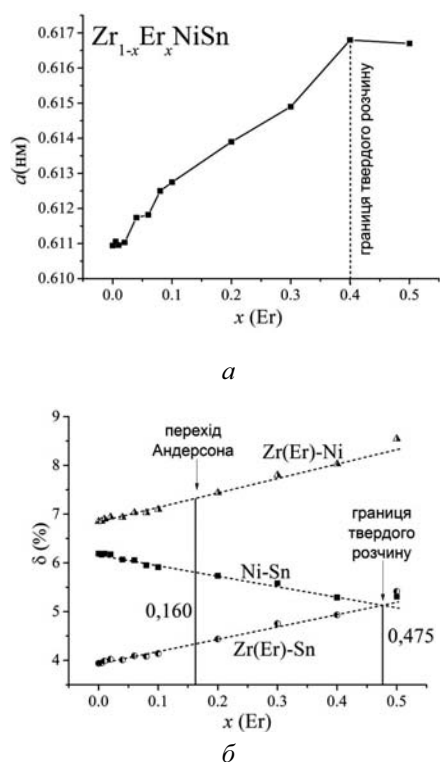 Zr1-xErxNiSn
0.617
0.616
0.615
0.614
0.613
0.612
0.611
0.610
a(нм)
границя твердого розчину
0.0 0.1 0.2 0.3 0.4 0.5
x (Er)
а
9
8
7
6
5
4
δ (%)
перехід
Андерсона
Zr(Er)-Ni
границя
твердого
розчину
Ni-Sn
0,160
0,475
Zr(Er)-Sn
0.0 0.1 0.2 0.3 0.4 0.5
x (Er)
б